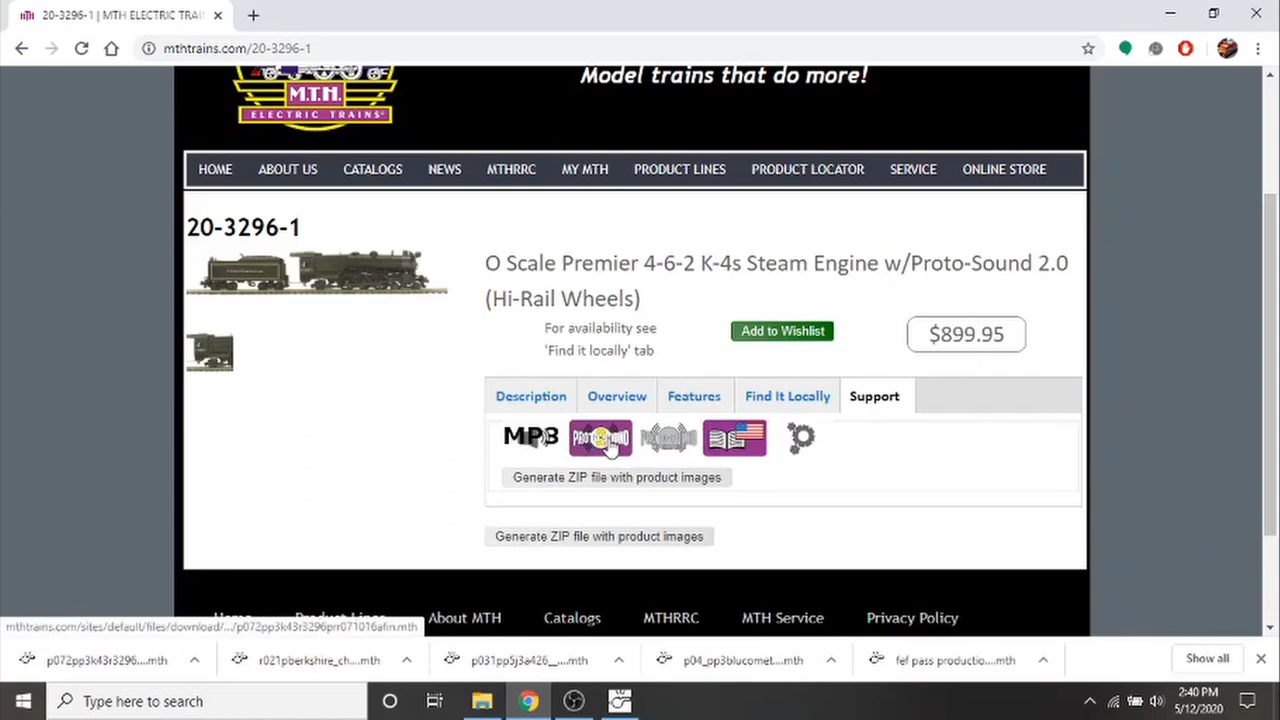 20-3296-1 | MTH ELECTRIC TRAI
mthtrains.com/20-3296-1
M.T.H.
ELECTRIC TRAINS
Model trains that do more!
HOME ABOUT US CATALOGS NEWS MTHRRC MY MTH PRODUCT LINES PRODUCT LOCATOR SERVICE ONLINE STORE
20-3296-1
O Scale Premier 4-6-2 K-4s Steam Engine w/Proto-Sound 2.0
(Hi-Rail Wheels)
For availability see
'Find it locally' tab
Add to Wishlist
$899.95
Description Overview Features Find It Locally Support
MP3
Generate ZIP file with product images
Generate ZIP file with product images
Home Product Lines About MTH Catalogs MTHRRC MTH Service Privacy Policy
mthtrains.com/sites/default/files/download/.../p072pp3k43r3296prr071016afin.mth
p072pp3k43r3296....mth r021pberkshire_ch....mth p031pp5j3a426__....mth p04_pp3blucomet....mth fef pass productio....mth Show all
Type here to search
2:40 PM
5/12/2020